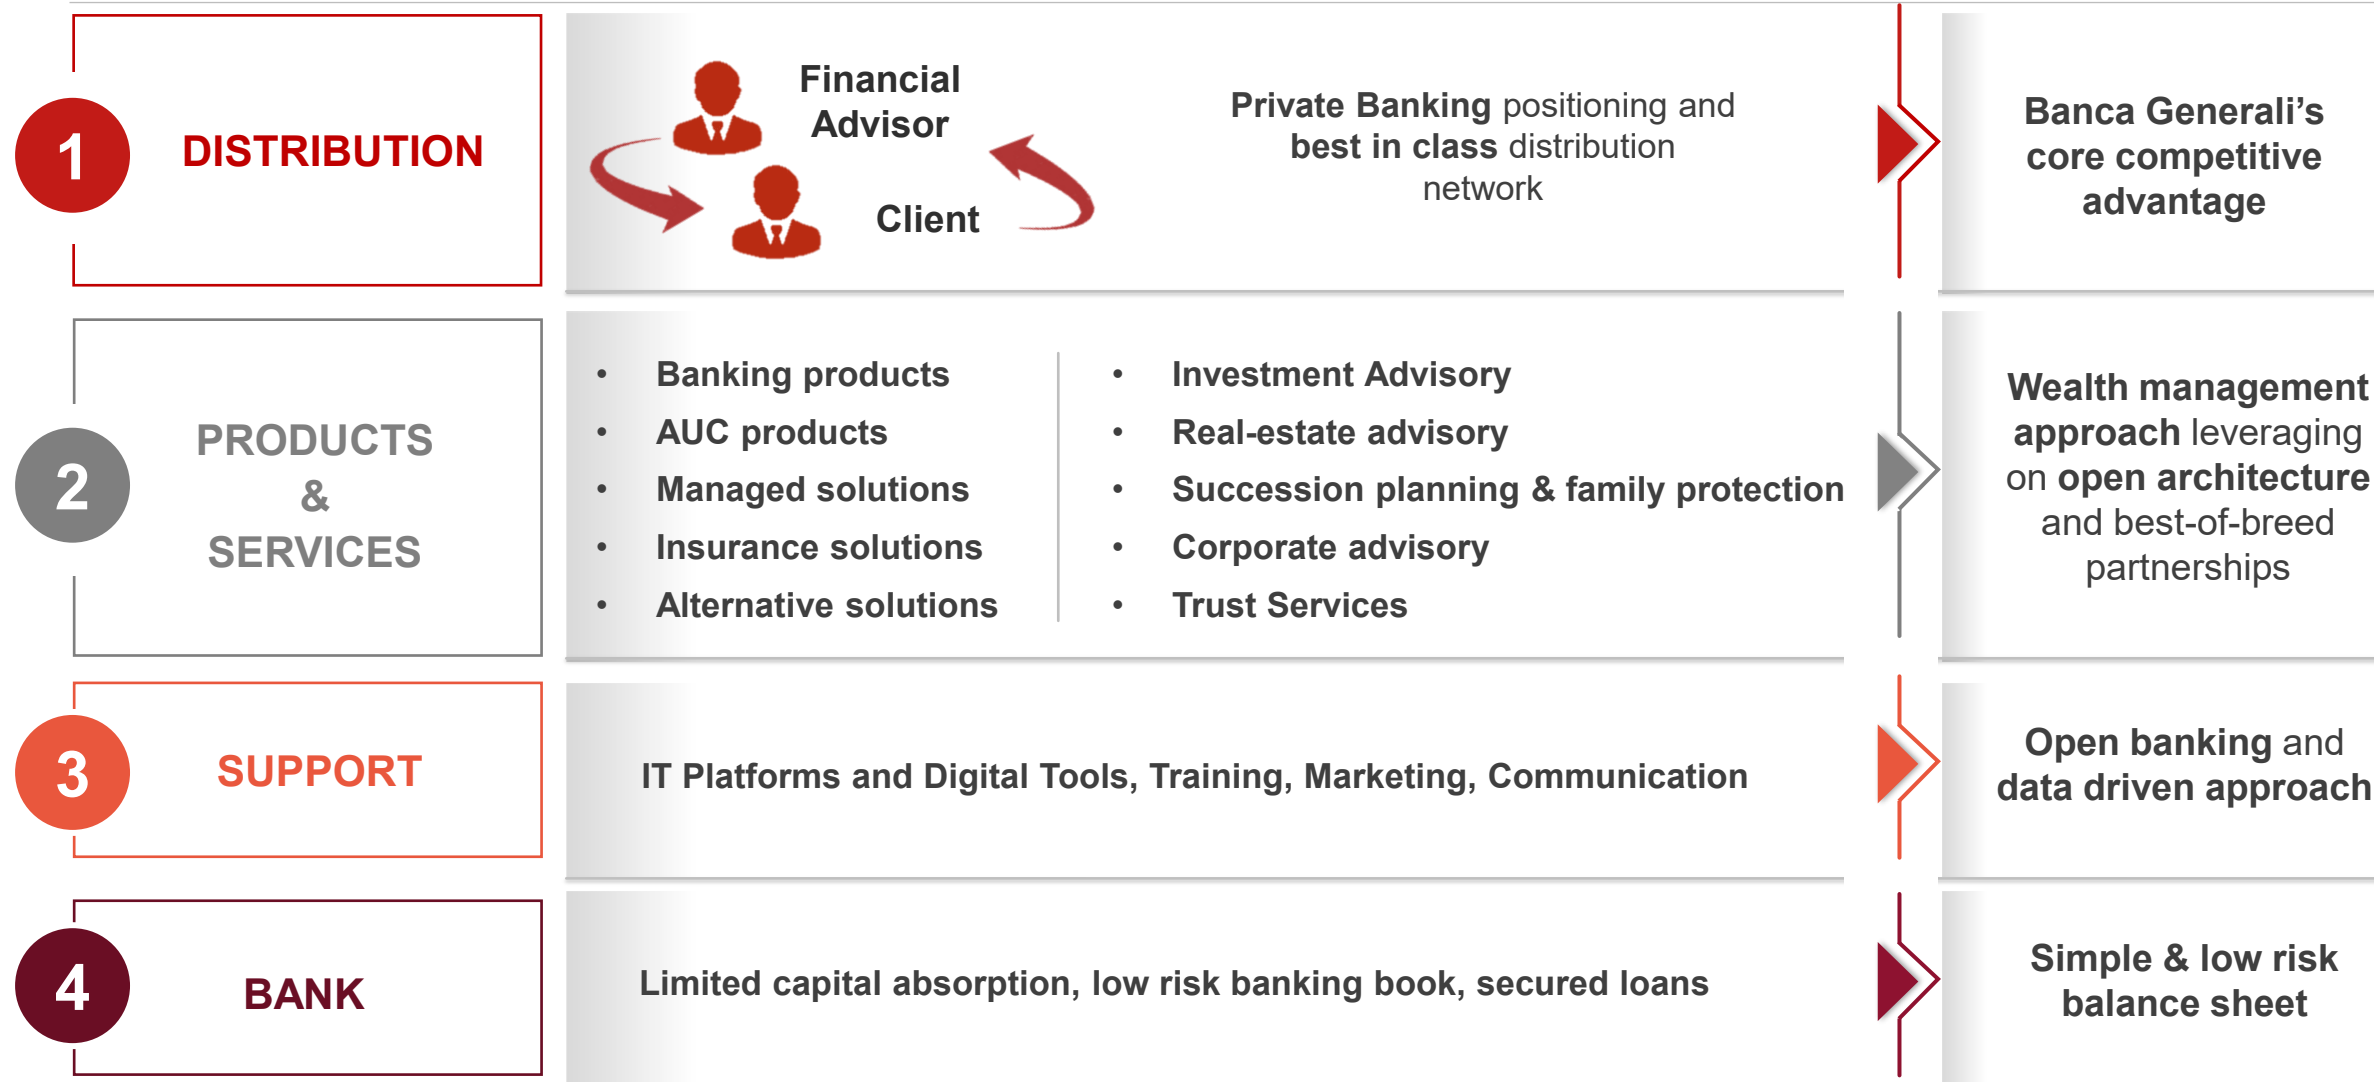 1
DISTRIBUTION
Financial
Advisor
Client
Private Banking positioning and
best in class distribution
network
Banca Generali’s
core competitive
advantage
2
PRODUCTS
&
SERVICES
• Banking products
• AUC products
• Managed solutions
• Insurance solutions
• Alternative solutions
• Investment Advisory
• Real-estate advisory
• Succession planning & family protection
• Corporate advisory
• Trust Services
Wealth management
approach leveraging
on open architecture
and best-of-breed
partnerships
3
SUPPORT
IT Platforms and Digital Tools, Training, Marketing, Communication
Open banking and
data driven approach
4
BANK
Limited capital absorption, low risk banking book, secured loans
Simple & low risk
balance sheet